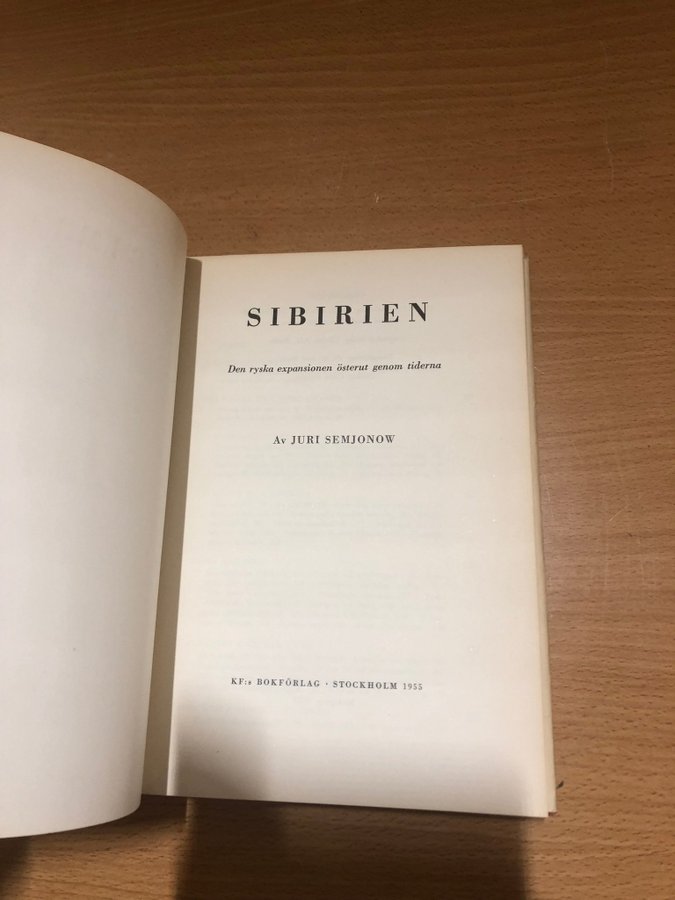 SIBIRIEN
Den ryska expansionen österut genom tiderna
Av JURI SEMJONOW
KF:s BOKFÖRLAG · STOCKHOLM 1955